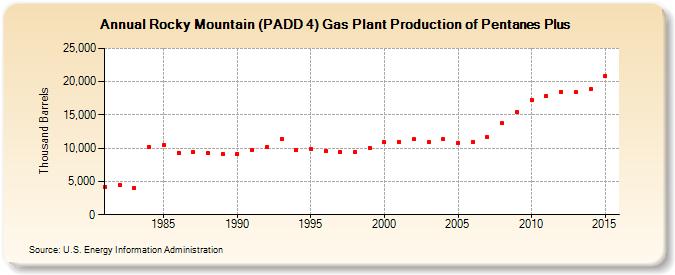 Annual Rocky Mountain (PADD 4) Gas Plant Production of Pentanes Plus
Thousand Barrels
25,000
20,000
15,000
10,000
5,000
0
1985 1990 1995 2000 2005 2010 2015
Source: U.S. Energy Information Administration